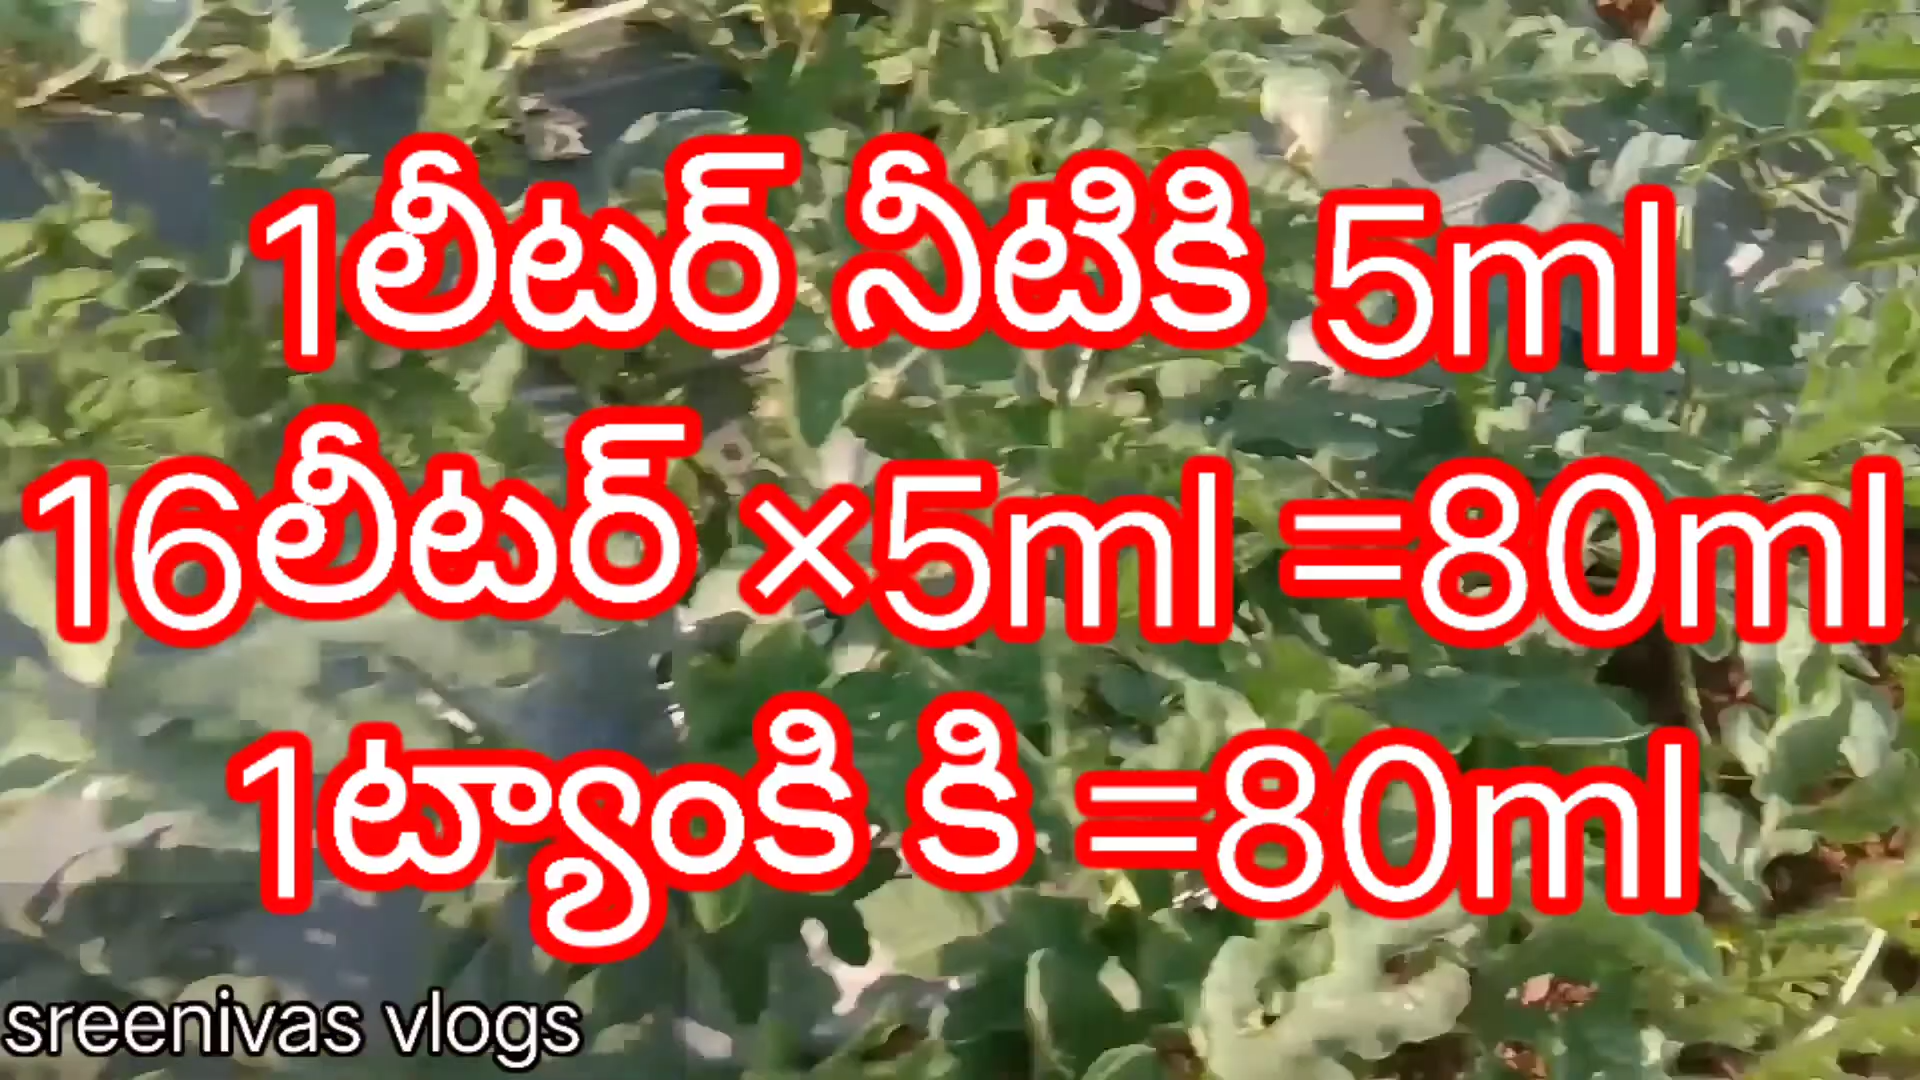 1లీటర్ నీటికి 5ml
16లీటర్ ×5ml =80ml
1ట్యాంకి కి =80ml
sreenivas vlogs